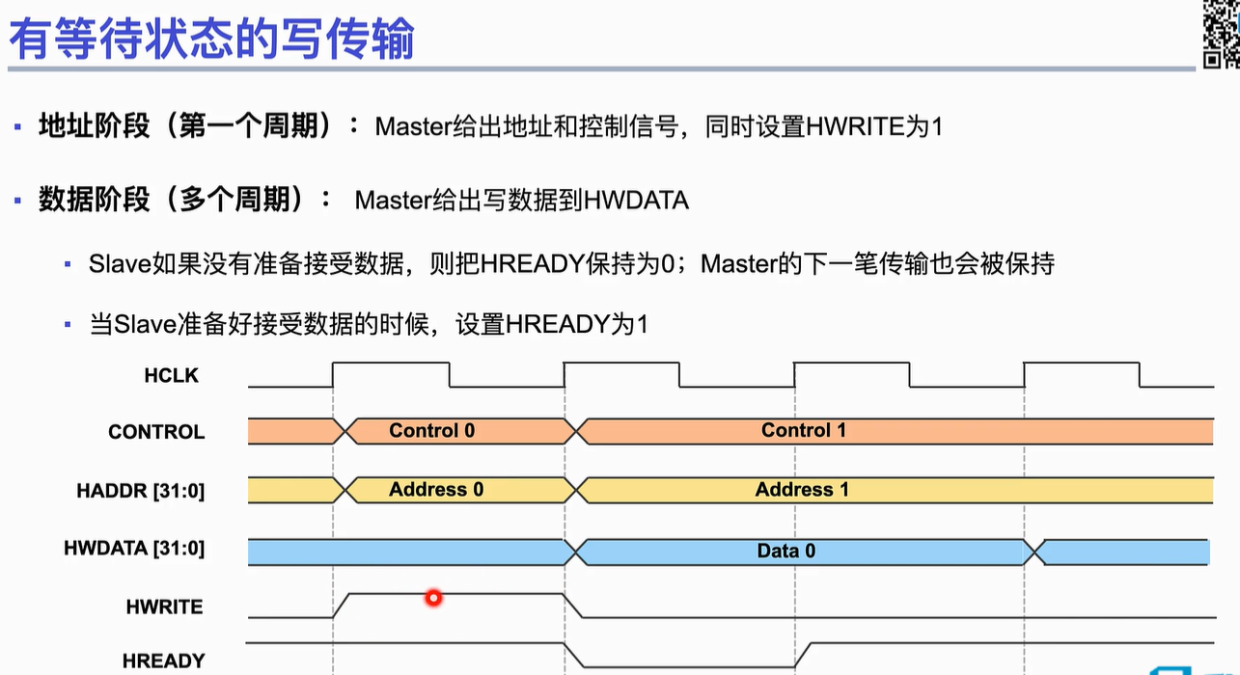 有等待状态的写传输
▪ 地址阶段（第一个周期）：Master给出地址和控制信号，同时设置HWRITE为1
▪ 数据阶段（多个周期）： Master给出写数据到HWDATA
▪ Slave如果没有准备接受数据，则把HREADY保持为0；Master的下一笔传输也会被保持
▪ 当Slave准备好接受数据的时候，设置HREADY为1
HCLK
CONTROL Control 0 Control 1
HADDR [31:0] Address 0 Address 1
HWDATA [31:0] Data 0
HWRITE
HREADY